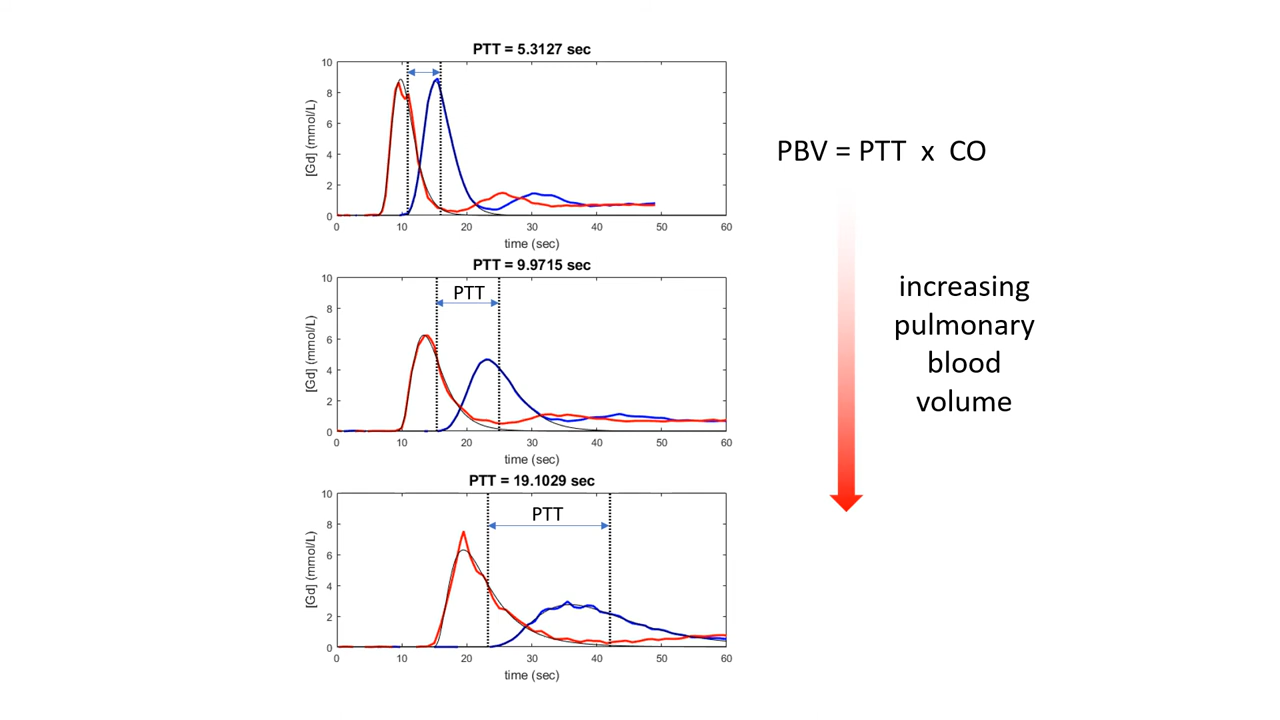 PTT = 5.3127 sec
10
8
6
4
2
0
[Gd] (mmol/L)
0 10 20 30 40 50 60
time (sec)
PBV = PTT x CO
PTT = 9.9715 sec
10
8
6
4
2
0
[Gd] (mmol/L)
PTT
0 10 20 30 40 50 60
time (sec)
increasing
pulmonary
blood
volume
PTT = 19.1029 sec
10
8
6
4
2
0
[Gd] (mmol/L)
PTT
0 10 20 30 40 50 60
time (sec)